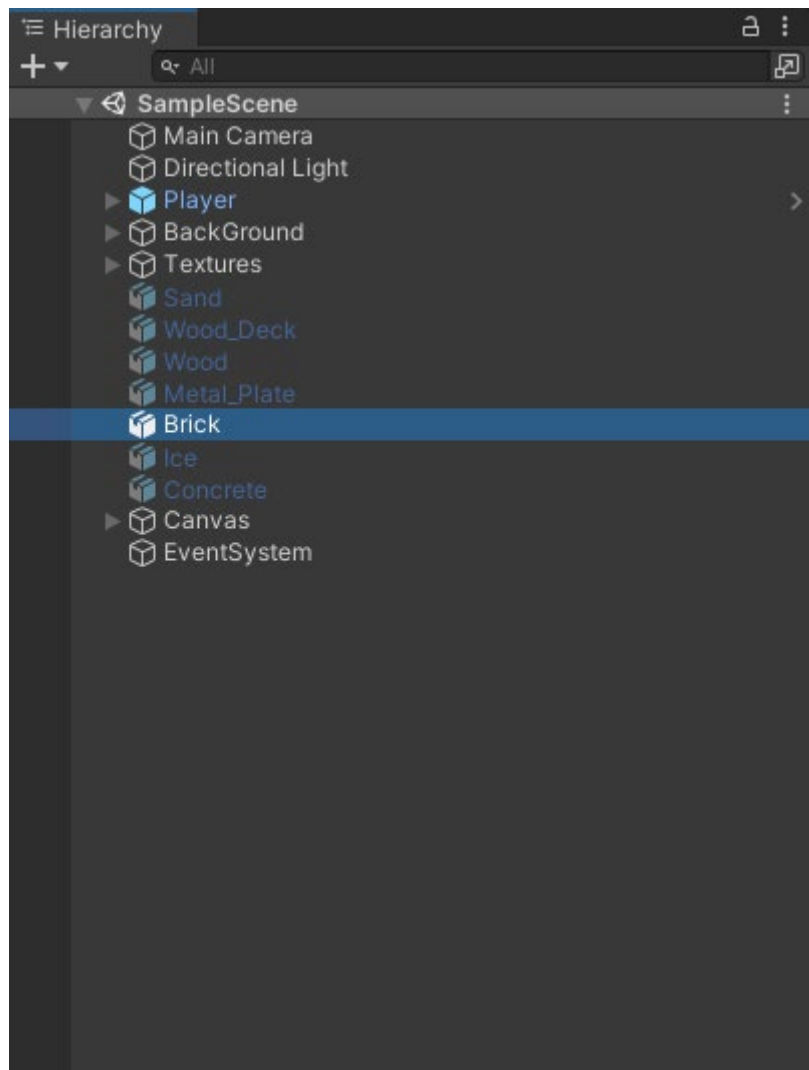 Hierarchy
All
SampleScene
Main Camera
Directional Light
Player
BackGround
Textures
Sand
Wood_Deck
Wood
Metal_Plate
Brick
Ice
Concrete
Canvas
EventSystem